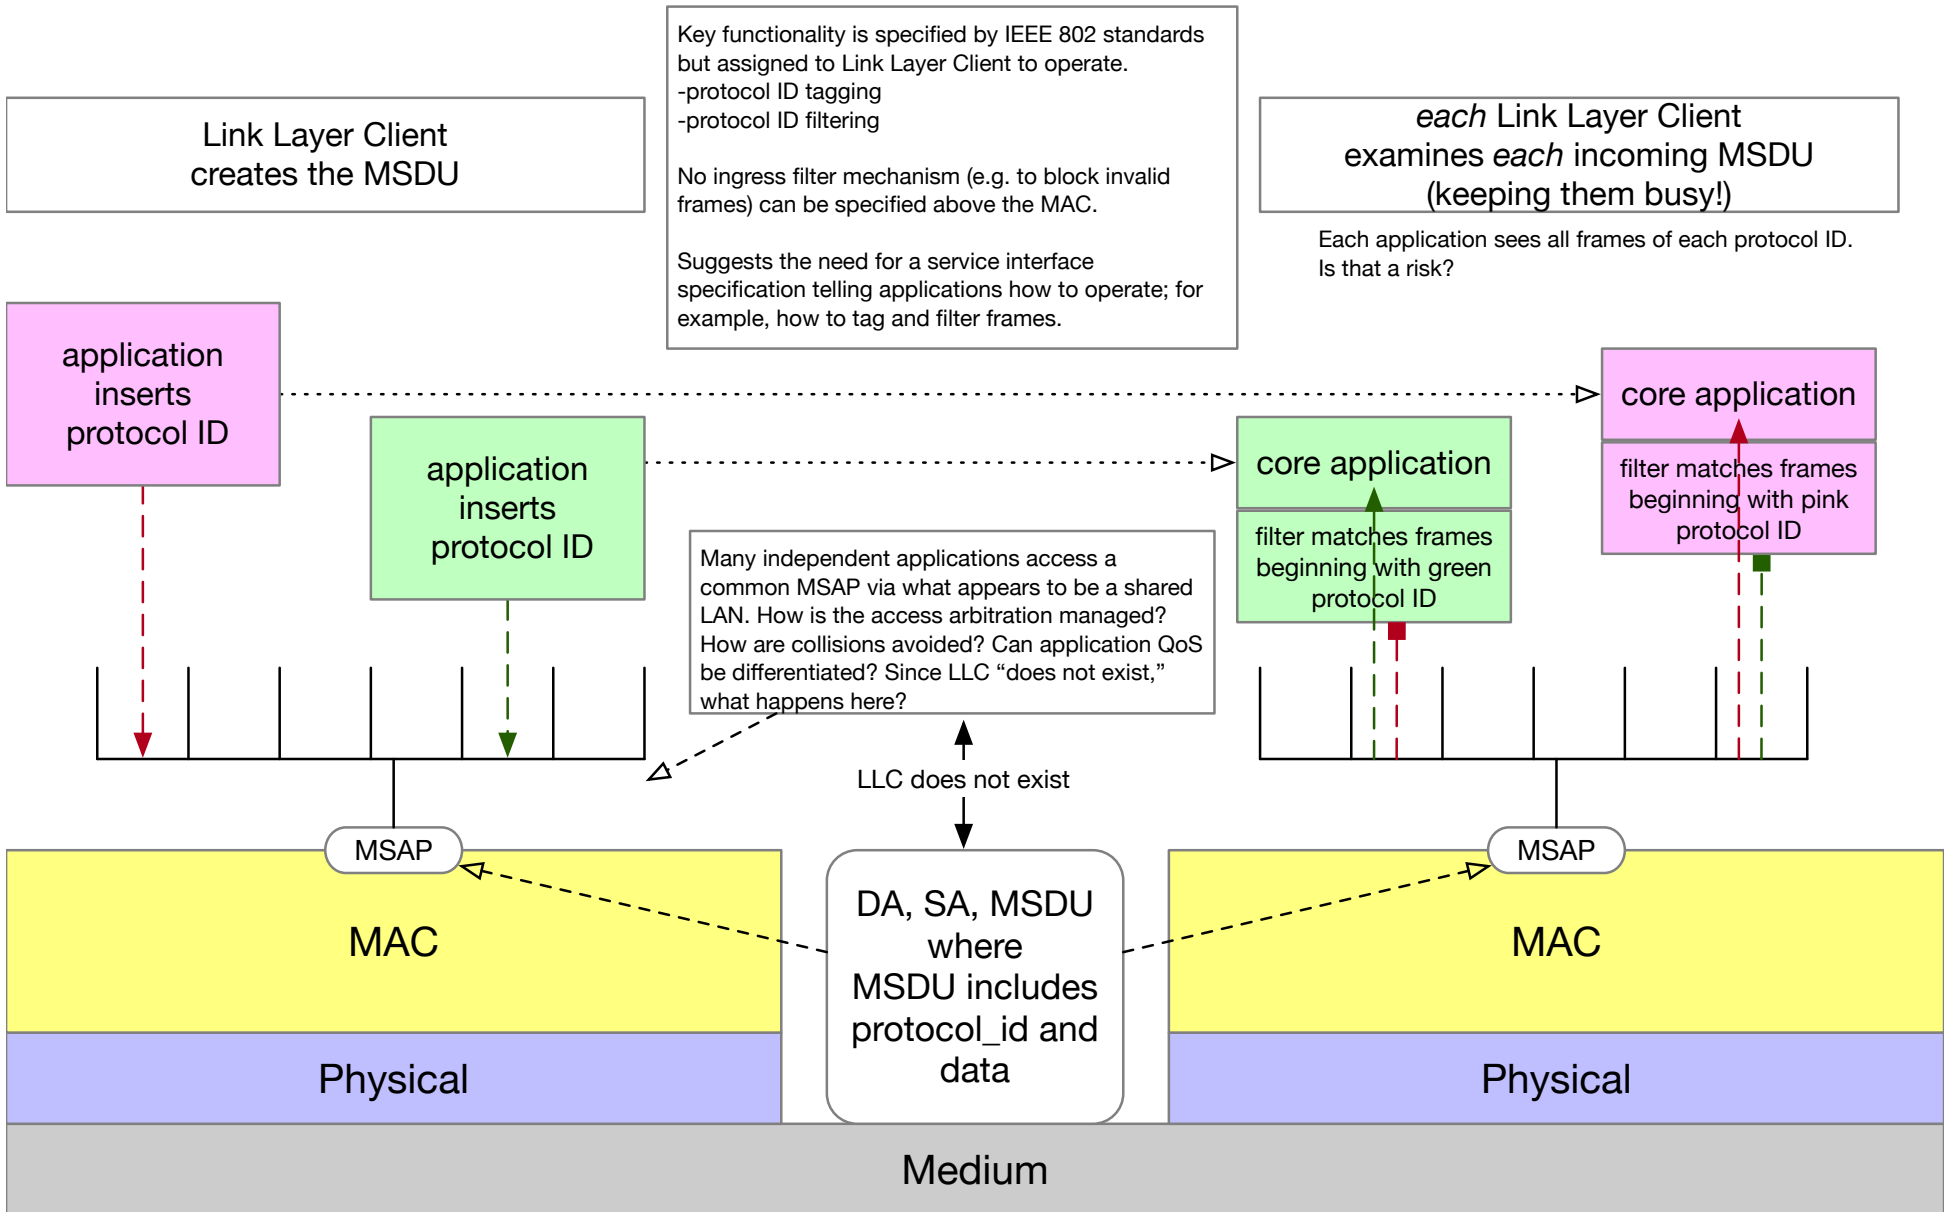 Key functionality is specified by IEEE 802 standards
but assigned to Link Layer Client to operate.
-protocol ID tagging
-protocol ID filtering
No ingress filter mechanism (e.g. to block invalid
frames) can be specified above the MAC.
Suggests the need for a service interface
specification telling applications how to operate; for
example, how to tag and filter frames.
Link Layer Client
creates the MSDU
each Link Layer Client
examines each incoming MSDU
(keeping them busy!)
Each application sees all frames of each protocol ID.
Is that a risk?
application
inserts
protocol ID
application
inserts
protocol ID
core application
filter matches frames
beginning with green
protocol ID
core application
filter matches frames
beginning with pink
protocol ID
Many independent applications access a
common MSAP via what appears to be a shared
LAN. How is the access arbitration managed?
How are collisions avoided? Can application QoS
be differentiated? Since LLC “does not exist,”
what happens here?
LLC does not exist
MSAP
MSAP
MAC
DA, SA, MSDU
where
MSDU includes
protocol_id and
data
MAC
Physical
Physical
Medium